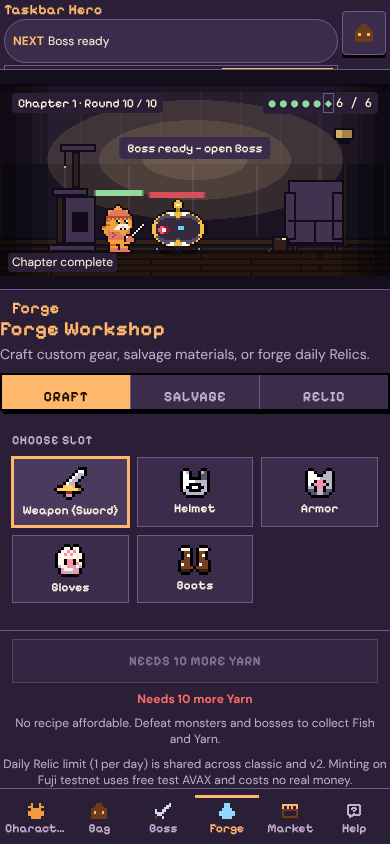 Taskbar Hero
NEXT Boss ready
Chapter 1 · Round 10 / 10
6 / 6
Boss ready - open Boss
Chapter complete
Forge
Forge Workshop
Craft custom gear, salvage materials, or forge daily Relics.
CRAFT
SALVAGE
RELIC
CHOOSE SLOT
Weapon (Sword)
Helmet
Armor
Gloves
Boots
NEEDS 10 MORE YARN
Needs 10 more Yarn
No recipe affordable. Defeat monsters and bosses to collect Fish
and Yarn.
Daily Relic limit (1 per day) is shared across classic and v2. Minting on
Fuji testnet uses free test AVAX and costs no real money.
Charact...
Bag
Boss
Forge
Market
Help